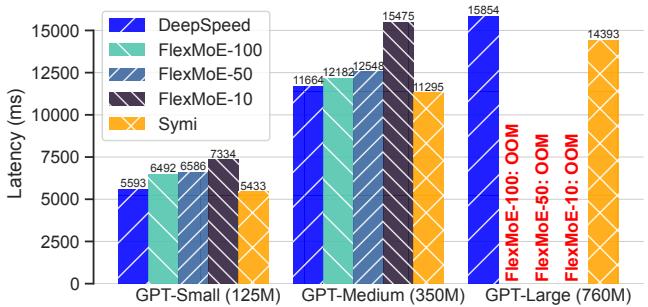 Latency (ms)
15000
12500
10000
7500
5000
2500
0
DeepSpeed
FlexMoE-100
FlexMoE-50
FlexMoE-10
Symi
5593
6492
6586
7334
5433
11664
12182
12548
15475
11295
15854
FlexMoE-100: OOM
FlexMoE-50: OOM
FlexMoE-10: OOM
14393
GPT-Small (125M)
GPT-Medium (350M)
GPT-Large (760M)